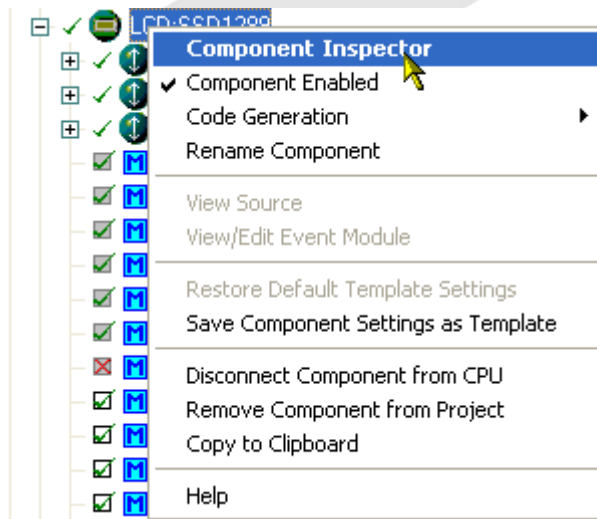 LCD:SSD1289
Component Inspector
Component Enabled
Code Generation
Rename Component
View Source
View/Edit Event Module
Restore Default Template Settings
Save Component Settings as Template
Disconnect Component from CPU
Remove Component from Project
Copy to Clipboard
Help
M
M
M
M
M
M
M
M
M
M
M